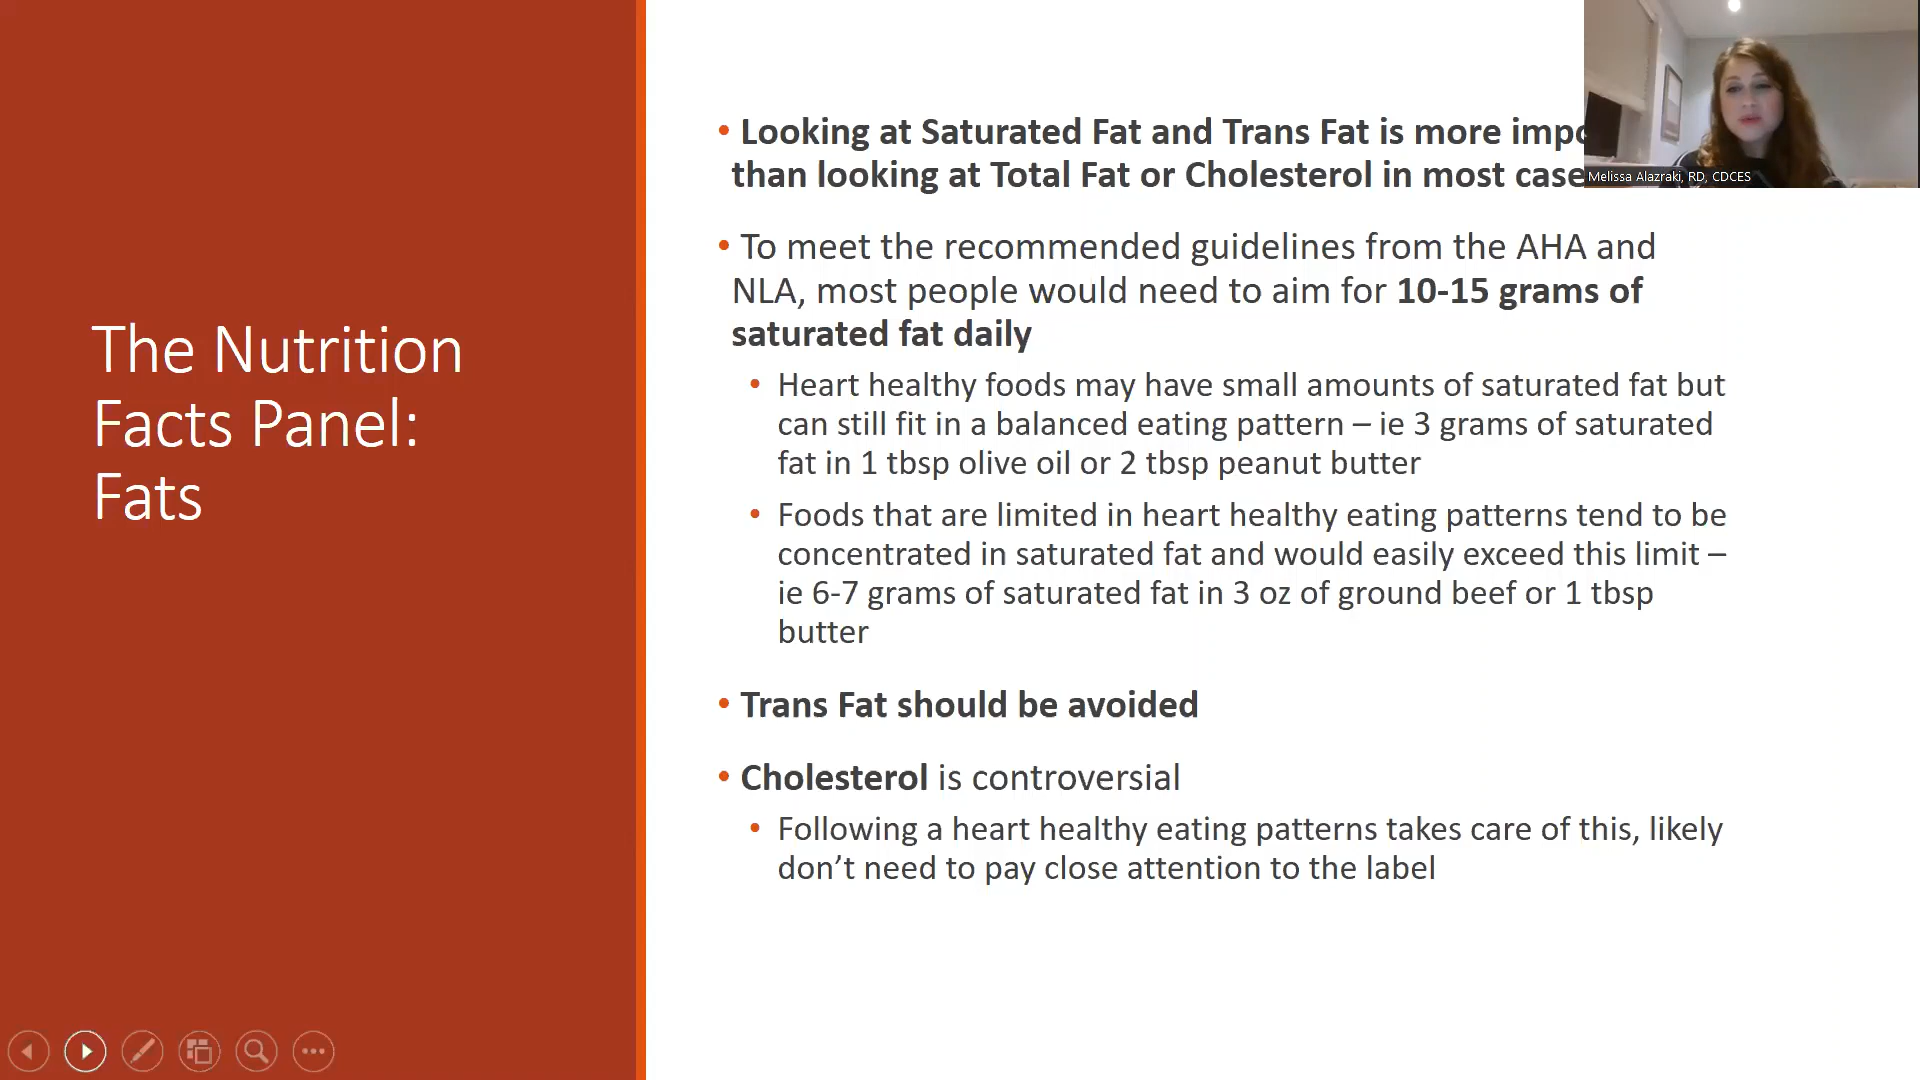 The Nutrition
Facts Panel:
Fats
• Looking at Saturated Fat and Trans Fat is more
than looking at Total Fat or Cholesterol in most
• To meet the recommended guidelines from the AHA and
NLA, most people would need to aim for 10-15 grams of
saturated fat daily
• Heart healthy foods may have small amounts of saturated fat but
can still fit in a balanced eating pattern – ie 3 grams of saturated
fat in 1 tbsp olive oil or 2 tbsp peanut butter
• Foods that are limited in heart healthy eating patterns tend to be
concentrated in saturated fat and would easily exceed this limit –
ie 6-7 grams of saturated fat in 3 oz of ground beef or 1 tbsp
butter
• Trans Fat should be avoided
• Cholesterol is controversial
• Following a heart healthy eating patterns takes care of this, likely
don’t need to pay close attention to the label
Melissa Alazraki, RD, CDCES